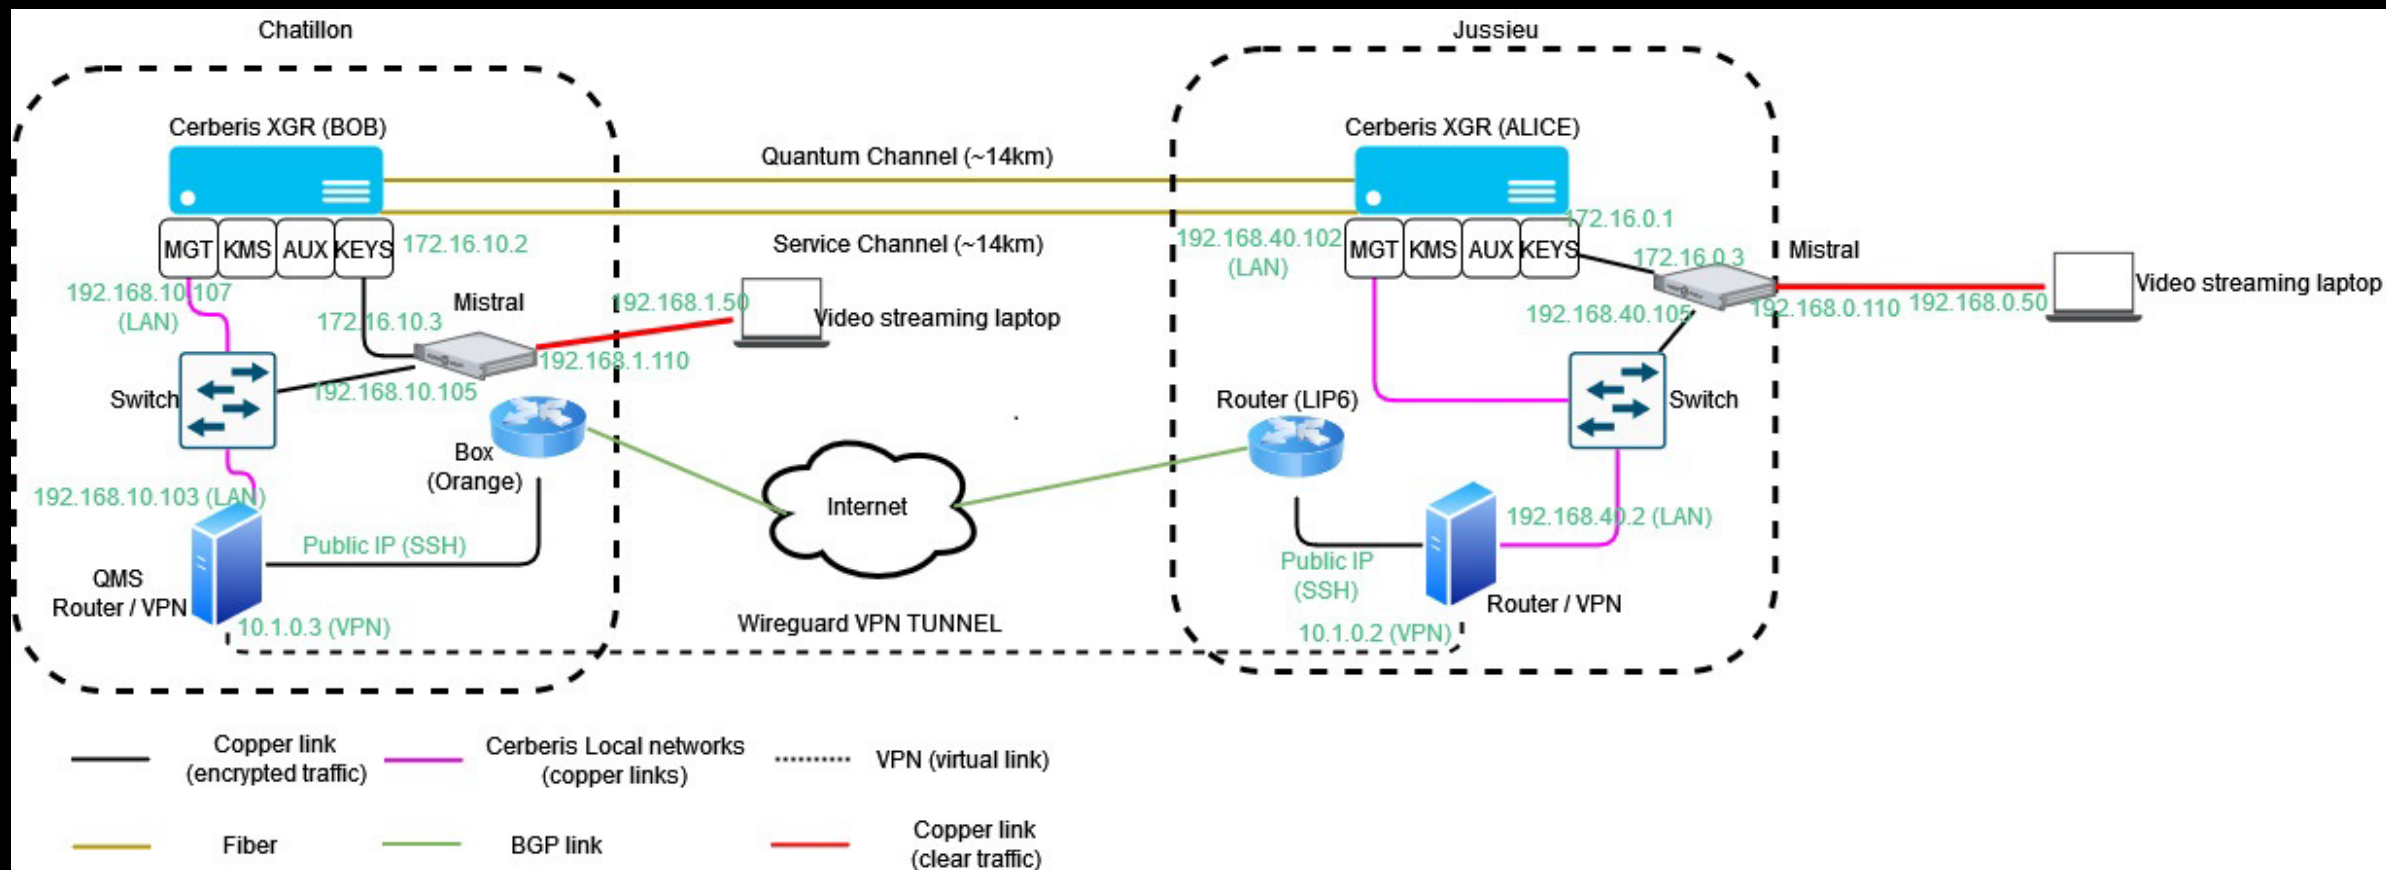 Chatillon
Jussieu
Cerberis XGR (BOB)
Cerberis XGR (ALICE)
Quantum Channel (~14km)
Service Channel (~14km)
MGT
KMS
AUX
KEYS
172.16.10.2
192.168.10.107
(LAN)
172.16.10.3
Mistral
192.168.1.50
Video streaming laptop
192.168.1.110
Switch
192.168.10.105
Box
(Orange)
192.168.10.103 (LAN)
Public IP (SSH)
QMS
Router / VPN
10.1.0.3 (VPN)
Internet
Wireguard VPN TUNNEL
192.168.40.102
(LAN)
MGT
KMS
AUX
KEYS
172.16.0.1
172.16.0.3
Mistral
192.168.40.105
192.168.0.110
192.168.0.50
Video streaming laptop
Router (LIP6)
Switch
192.168.40.2 (LAN)
Public IP
(SSH)
Router / VPN
10.1.0.2 (VPN)
Copper link
(encrypted traffic)
Cerberis Local networks
(copper links)
VPN (virtual link)
Fiber
BGP link
Copper link
(clear traffic)